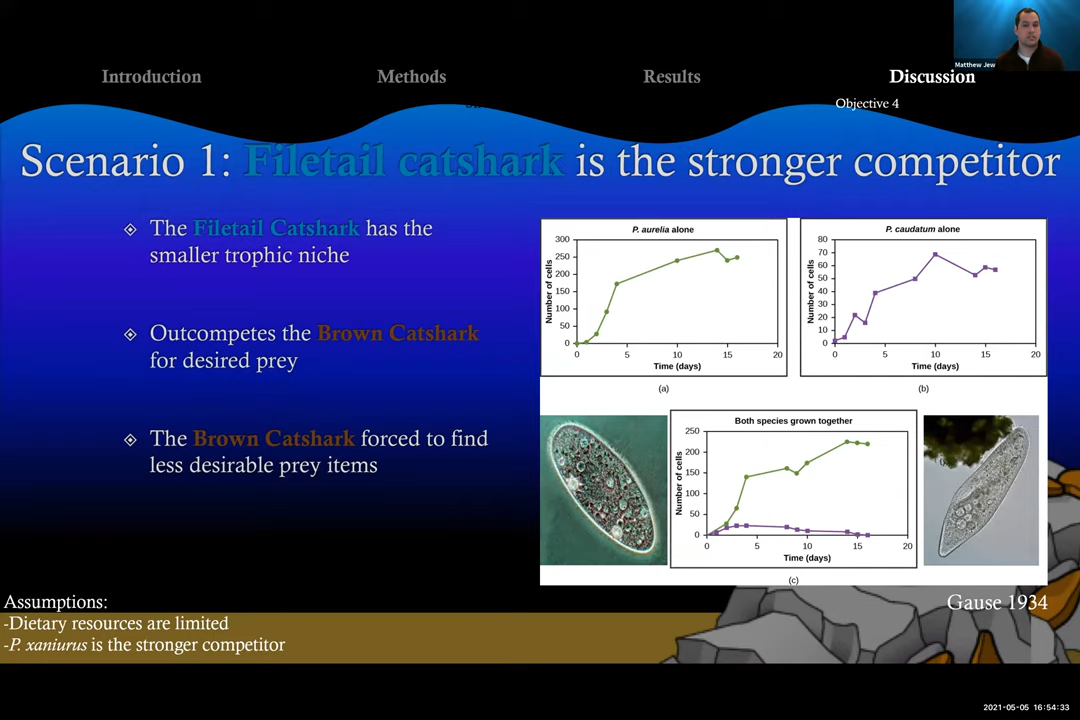 Matthew Jew
Introduction
Methods
Results
Discussion
Objective 4
Scenario 1: Filetail catshark is the stronger competitor
The Filetail Catshark has the
smaller trophic niche
Outcompetes the Brown Catshark
for desired prey
The Brown Catshark forced to find
less desirable prey items
P. aurelia alone
Number of cells
300
250
200
150
100
50
0
0 5 10 15 20
Time (days)
(a)
P. caudatum alone
Number of cells
80
70
60
50
40
30
20
10
0
0 5 10 15 20
Time (days)
(b)
Both species grown together
Number of cells
250
200
150
100
50
0
0 5 10 15 20
Time (days)
(c)
Gause 1934
Assumptions:
-Dietary resources are limited
-P. xaniurus is the stronger competitor
2021-05-05 16:54:33